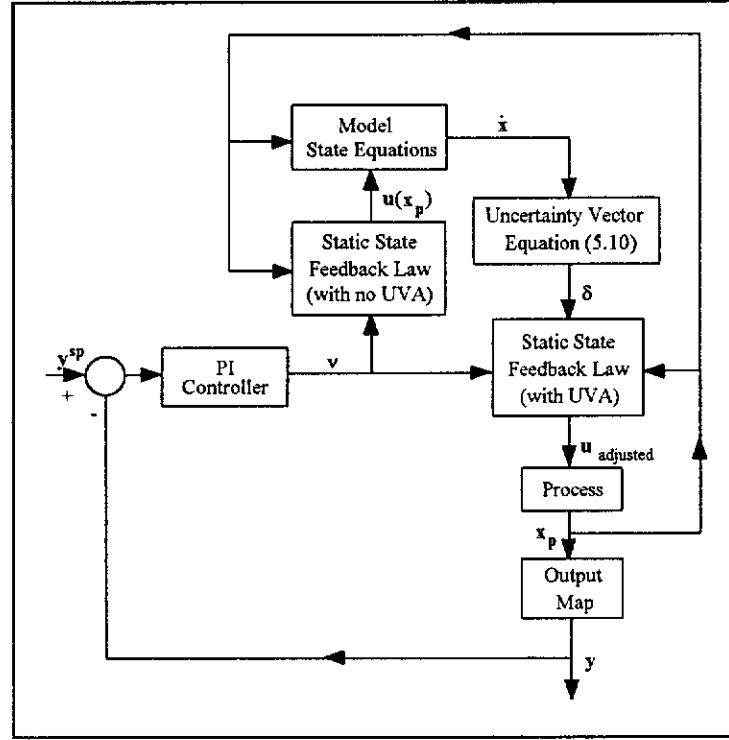 Model
State Equations
ẋ
u(x_p)
Uncertainty Vector
Equation (5.10)
Static State
Feedback Law
(with no UVA)
δ
y^sp
+
-
PI
Controller
ν
Static State
Feedback Law
(with UVA)
u adjusted
Process
x_p
Output
Map
y